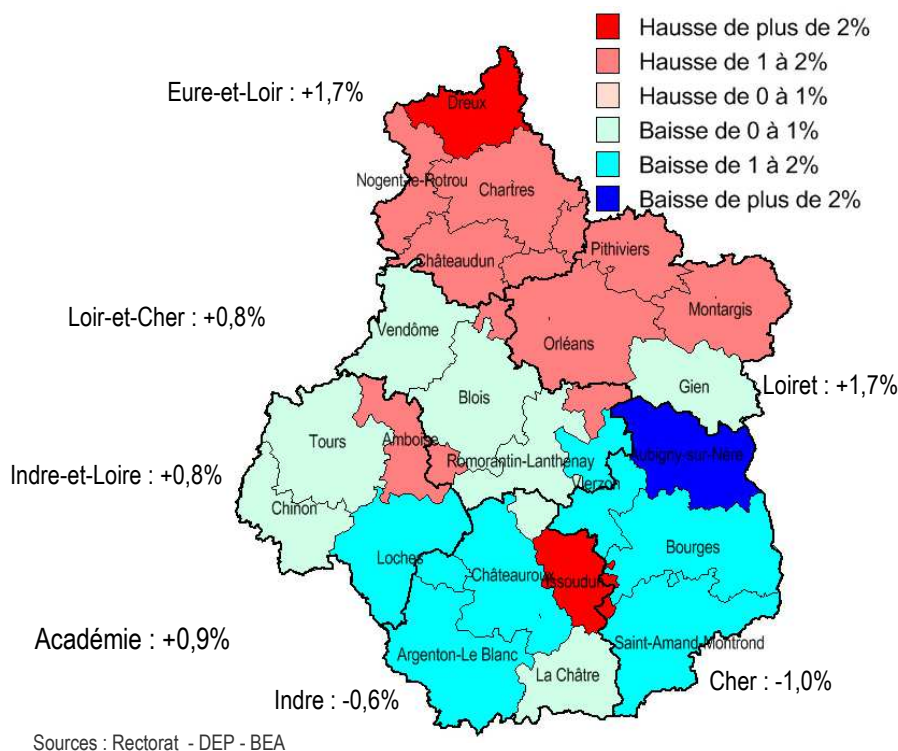 Hausse de plus de 2%
Hausse de 1 à 2%
Hausse de 0 à 1%
Baisse de 0 à 1%
Baisse de 1 à 2%
Baisse de plus de 2%
Eure-et-Loir : +1,7%
Dreux
Nogent-le-Rotrou
Chartres
Châteaudun
Pithiviers
Montargis
Orléans
Loir-et-Cher : +0,8%
Vendôme
Blois
Gien
Loiret : +1,7%
Tours
Amboise
Romorantin-Lanthenay
Aubigny-sur-Nère
Vierzon
Indre-et-Loire : +0,8%
Chinon
Loches
Châteauroux
Issoudun
Bourges
Académie : +0,9%
Argenton-Le Blanc
Saint-Amand-Montrond
La Châtre
Indre : -0,6%
Cher : -1,0%
Sources : Rectorat - DEP - BEA